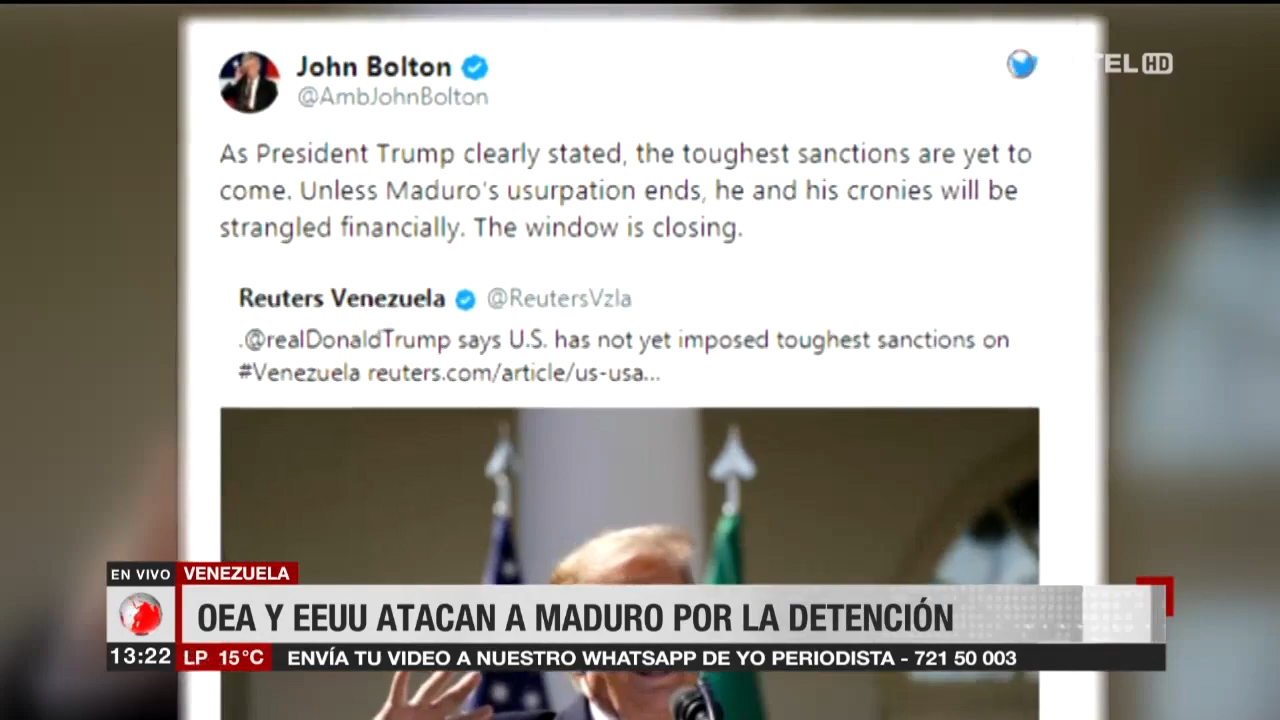 John Bolton
@AmbJohnBolton
TEL HD
As President Trump clearly stated, the toughest sanctions are yet to
come. Unless Maduro's usurpation ends, he and his cronies will be
strangled financially. The window is closing.
Reuters Venezuela @ReutersVzla
.@realDonaldTrump says U.S. has not yet imposed toughest sanctions on
#Venezuela reuters.com/article/us-usa...
EN VIVO VENEZUELA
OEA Y EEUU ATACAN A MADURO POR LA DETENCIÓN
13:22 LP 15°C ENVÍA TU VIDEO A NUESTRO WHATSAPP DE YO PERIODISTA - 721 50 003